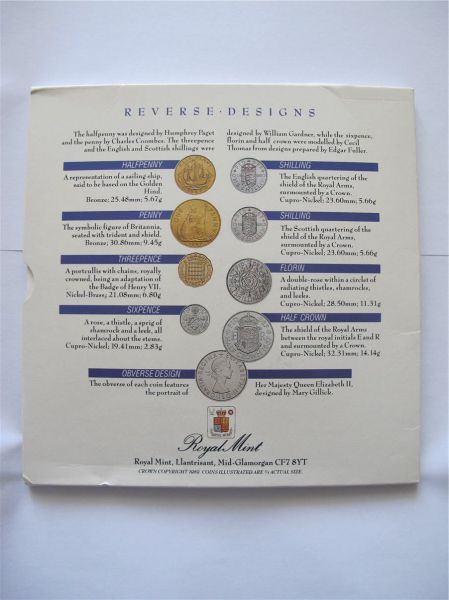 REVERSE · DESIGNS
The halfpenny was designed by Humphrey Paget
and the penny by Charles Coombes. The threepence
and the English and Scottish shillings were
designed by William Gardner, while the sixpence,
florin and half crown were modelled by Cecil
Thomas from designs prepared by Edgar Fuller.
HALFPENNY
A representation of a sailing ship,
said to be based on the Golden
Hind.
Bronze; 25.48mm; 5.67g
PENNY
The symbolic figure of Britannia,
seated with trident and shield.
Bronze; 30.86mm; 9.45g
THREEPENCE
A portcullis with chains, royally
crowned, being an adaptation of
the Badge of Henry VII.
Nickel-Brass; 21.08mm; 6.80g
SIXPENCE
A rose, a thistle, a sprig of
shamrock and a leek, all
interlaced about the stems.
Cupro-Nickel; 19.41mm; 2.83g
SHILLING
The English quartering of the
shield of the Royal Arms,
surmounted by a Crown.
Cupro-Nickel; 23.60mm; 5.66g
SHILLING
The Scottish quartering of the
shield of the Royal Arms,
surmounted by a Crown.
Cupro-Nickel; 23.60mm; 5.66g
FLORIN
A double-rose within a circlet of
radiating thistles, shamrocks,
and leeks.
Cupro-Nickel; 28.50mm; 11.31g
HALF CROWN
The shield of the Royal Arms
between the royal initials E and R
and surmounted by a Crown.
Cupro-Nickel; 32.31mm; 14.14g
OBVERSE DESIGN
The obverse of each coin features
the portrait of
Her Majesty Queen Elizabeth II,
designed by Mary Gillick.
Royal Mint
Royal Mint, Llantrisant, Mid-Glamorgan CF7 8YT
CROWN COPYRIGHT COINS ILLUSTRATED ARE ACTUAL SIZE.